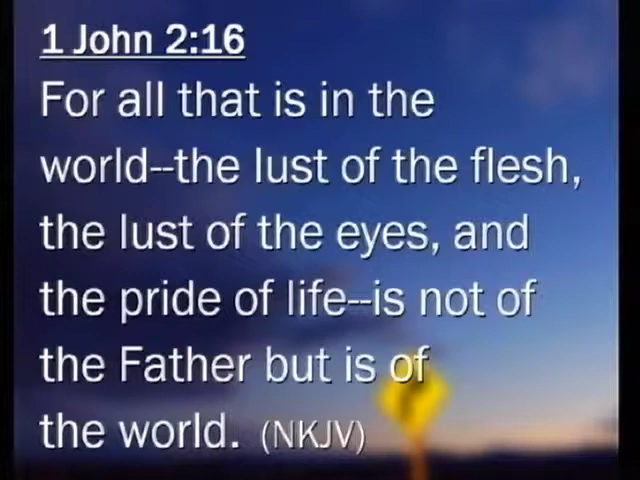 1 John 2:16
For all that is in the
world--the lust of the flesh,
the lust of the eyes, and
the pride of life--is not of
the Father but is of
the world. (NKJV)